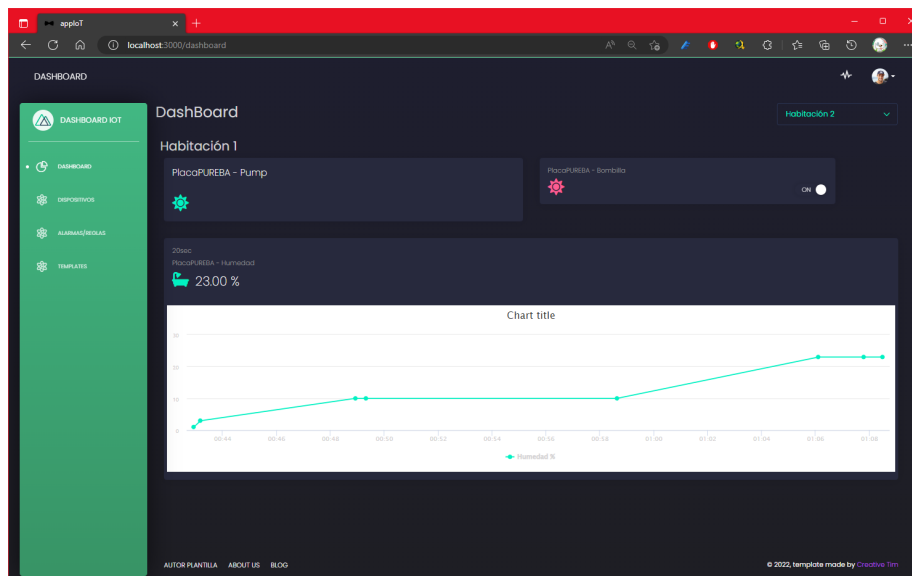 appIoT
localhost:3000/dashboard
DASHBOARD
DASHBOARD IOT
DASHBOARD
DISPOSITIVOS
ALARMAS/REGLAS
TEMPLATES
DashBoard
Habitación 2
Habitación 1
PlacaPUREBA - Pump
PlacaPUREBA - Bombilla
ON
20sec
PlacaPUREBA - Humedad
23.00 %
Chart title
30
20
10
0
00:44 00:46 00:48 00:50 00:52 00:54 00:56 00:58 01:00 01:02 01:04 01:06 01:08
Humedad %
AUTOR PLANTILLA ABOUT US BLOG
© 2022, template made by Creative Tim